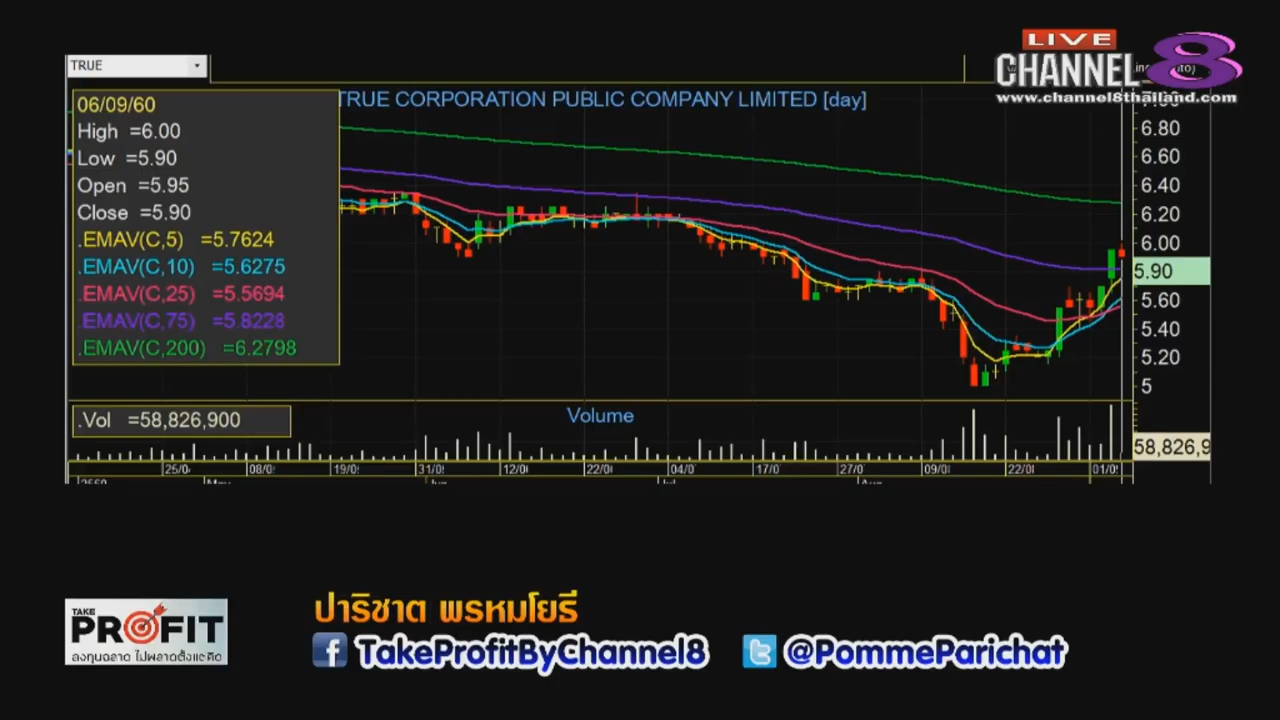 TRUE
LIVE
CHANNEL 8
www.channel8thailand.com
TRUE CORPORATION PUBLIC COMPANY LIMITED [day]
06/09/60
High =6.00
Low =5.90
Open =5.95
Close =5.90
.EMAV(C,5) =5.7624
.EMAV(C,10) =5.6275
.EMAV(C,25) =5.5694
.EMAV(C,75) =5.8228
.EMAV(C,200) =6.2798
6.80
6.60
6.40
6.20
6.00
5.90
5.60
5.40
5.20
5
.Vol =58,826,900
Volume
58,826,9
25/0 08/0 19/0 31/0 12/0 22/0 04/0 17/0 27/0 09/0 22/0 01/0
TAKE
PROFIT
ลงทุนฉลาด ไม่พลาดตั้งแต่คิด
ปาริชาต พรหมโยธี
TakeProfitByChannel8 @PommeParichat